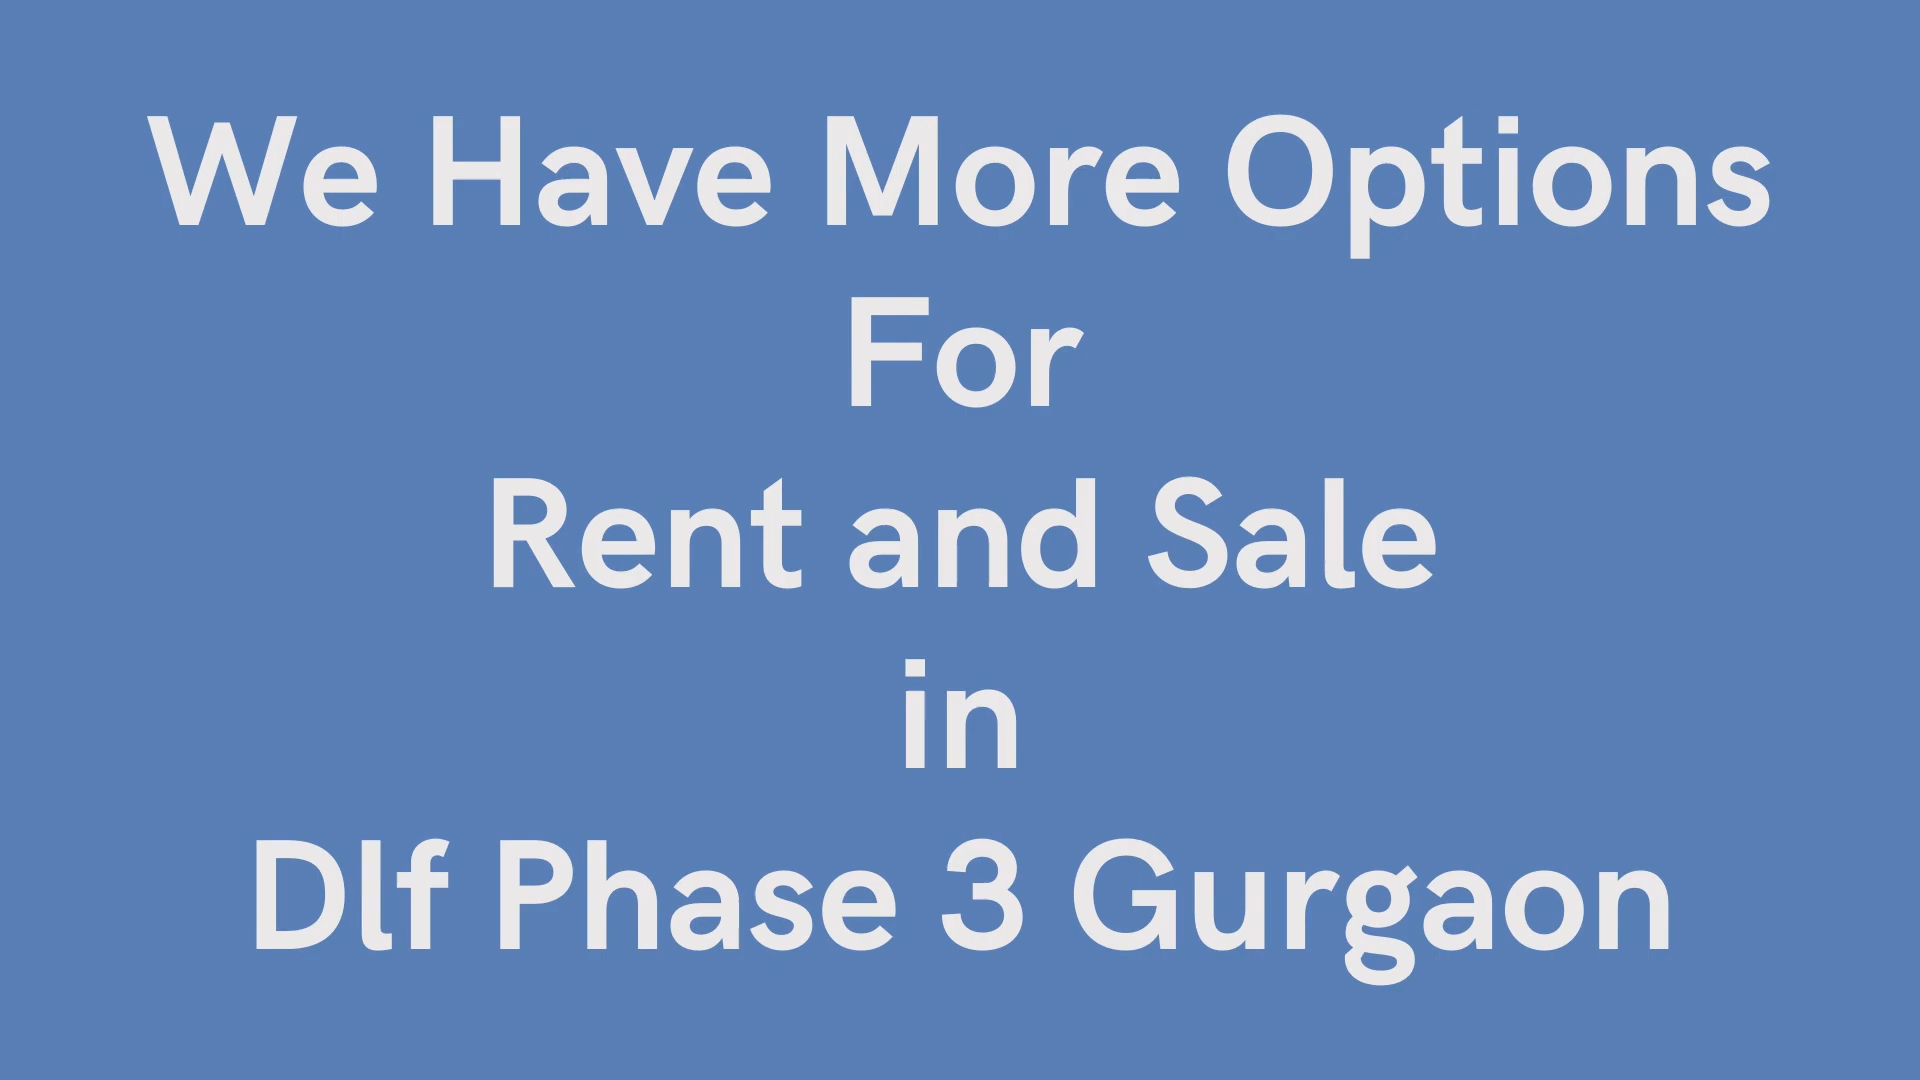 We Have More Options
For
Rent and Sale
in
Dlf Phase 3 Gurgaon